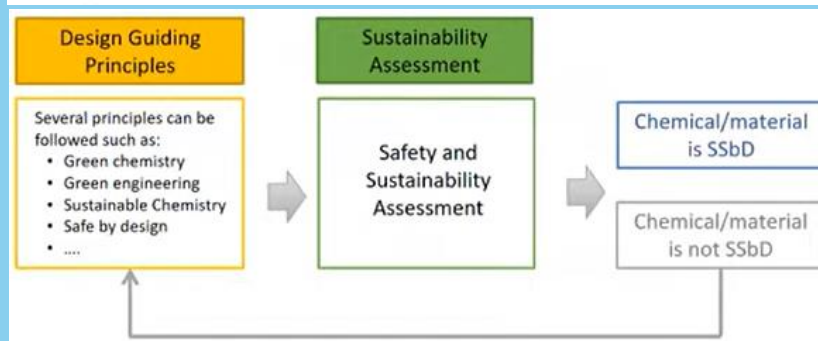 Design Guiding
Principles
Sustainability
Assessment
Several principles can be
followed such as:
• Green chemistry
• Green engineering
• Sustainable Chemistry
• Safe by design
• ....
Safety and
Sustainability
Assessment
Chemical/material
is SSbD
Chemical/material
is not SSbD